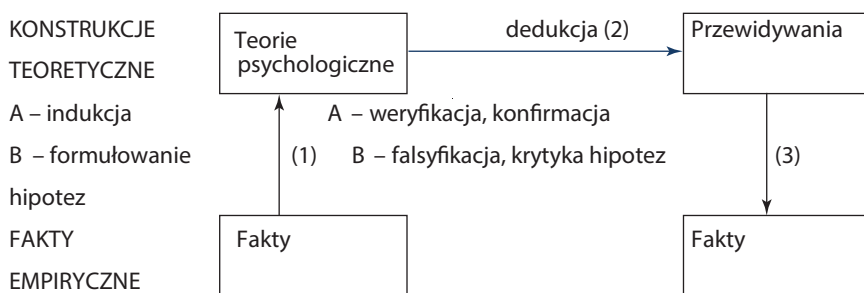 KONSTRUKCJE
TEORETYCZNE
A – indukcja
B – formułowanie
hipotez
FAKTY
EMPIRYCZNE
Teorie
psychologiczne
dedukcja (2)
Przewidywania
A – weryfikacja, konfirmacja
(1)
B – falsyfikacja, krytyka hipotez
(3)
Fakty
Fakty